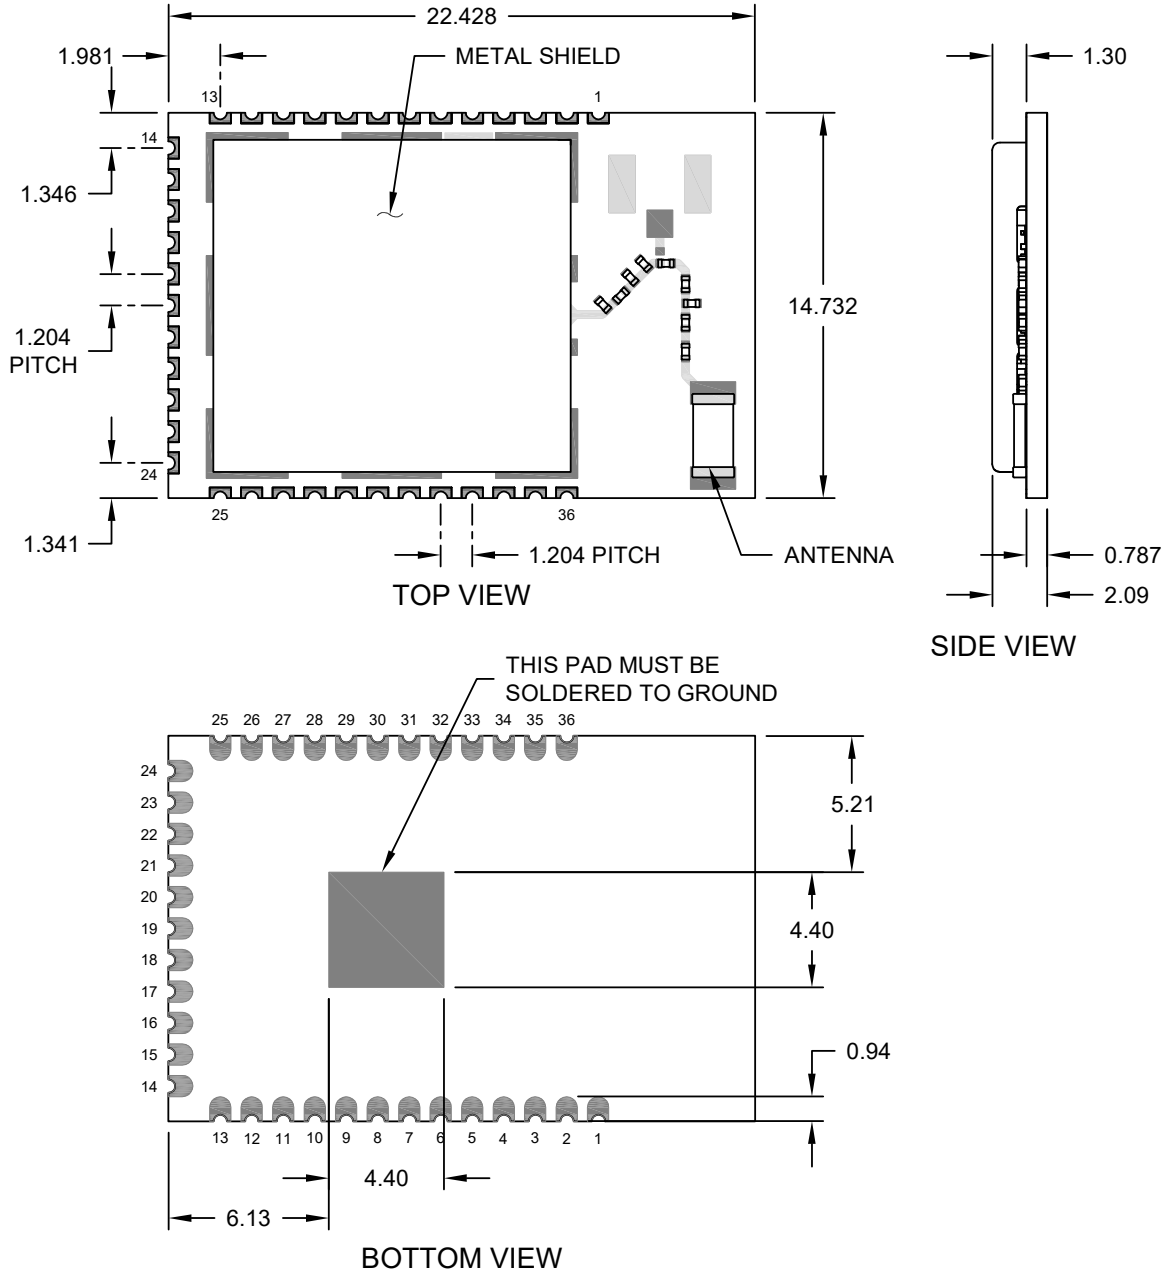 22.428
1.981
METAL SHIELD
1.30
13
1
14
1.346
14.732
1.204
PITCH
24
25
36
1.341
1.204 PITCH
ANTENNA
0.787
TOP VIEW
2.09
SIDE VIEW
THIS PAD MUST BE
SOLDERED TO GROUND
25 26 27 28 29 30 31 32 33 34 35 36
24
23
22
21
20
19
18
17
16
15
14
5.21
4.40
0.94
13 12 11 10 9 8 7 6 5 4 3 2 1
4.40
6.13
BOTTOM VIEW